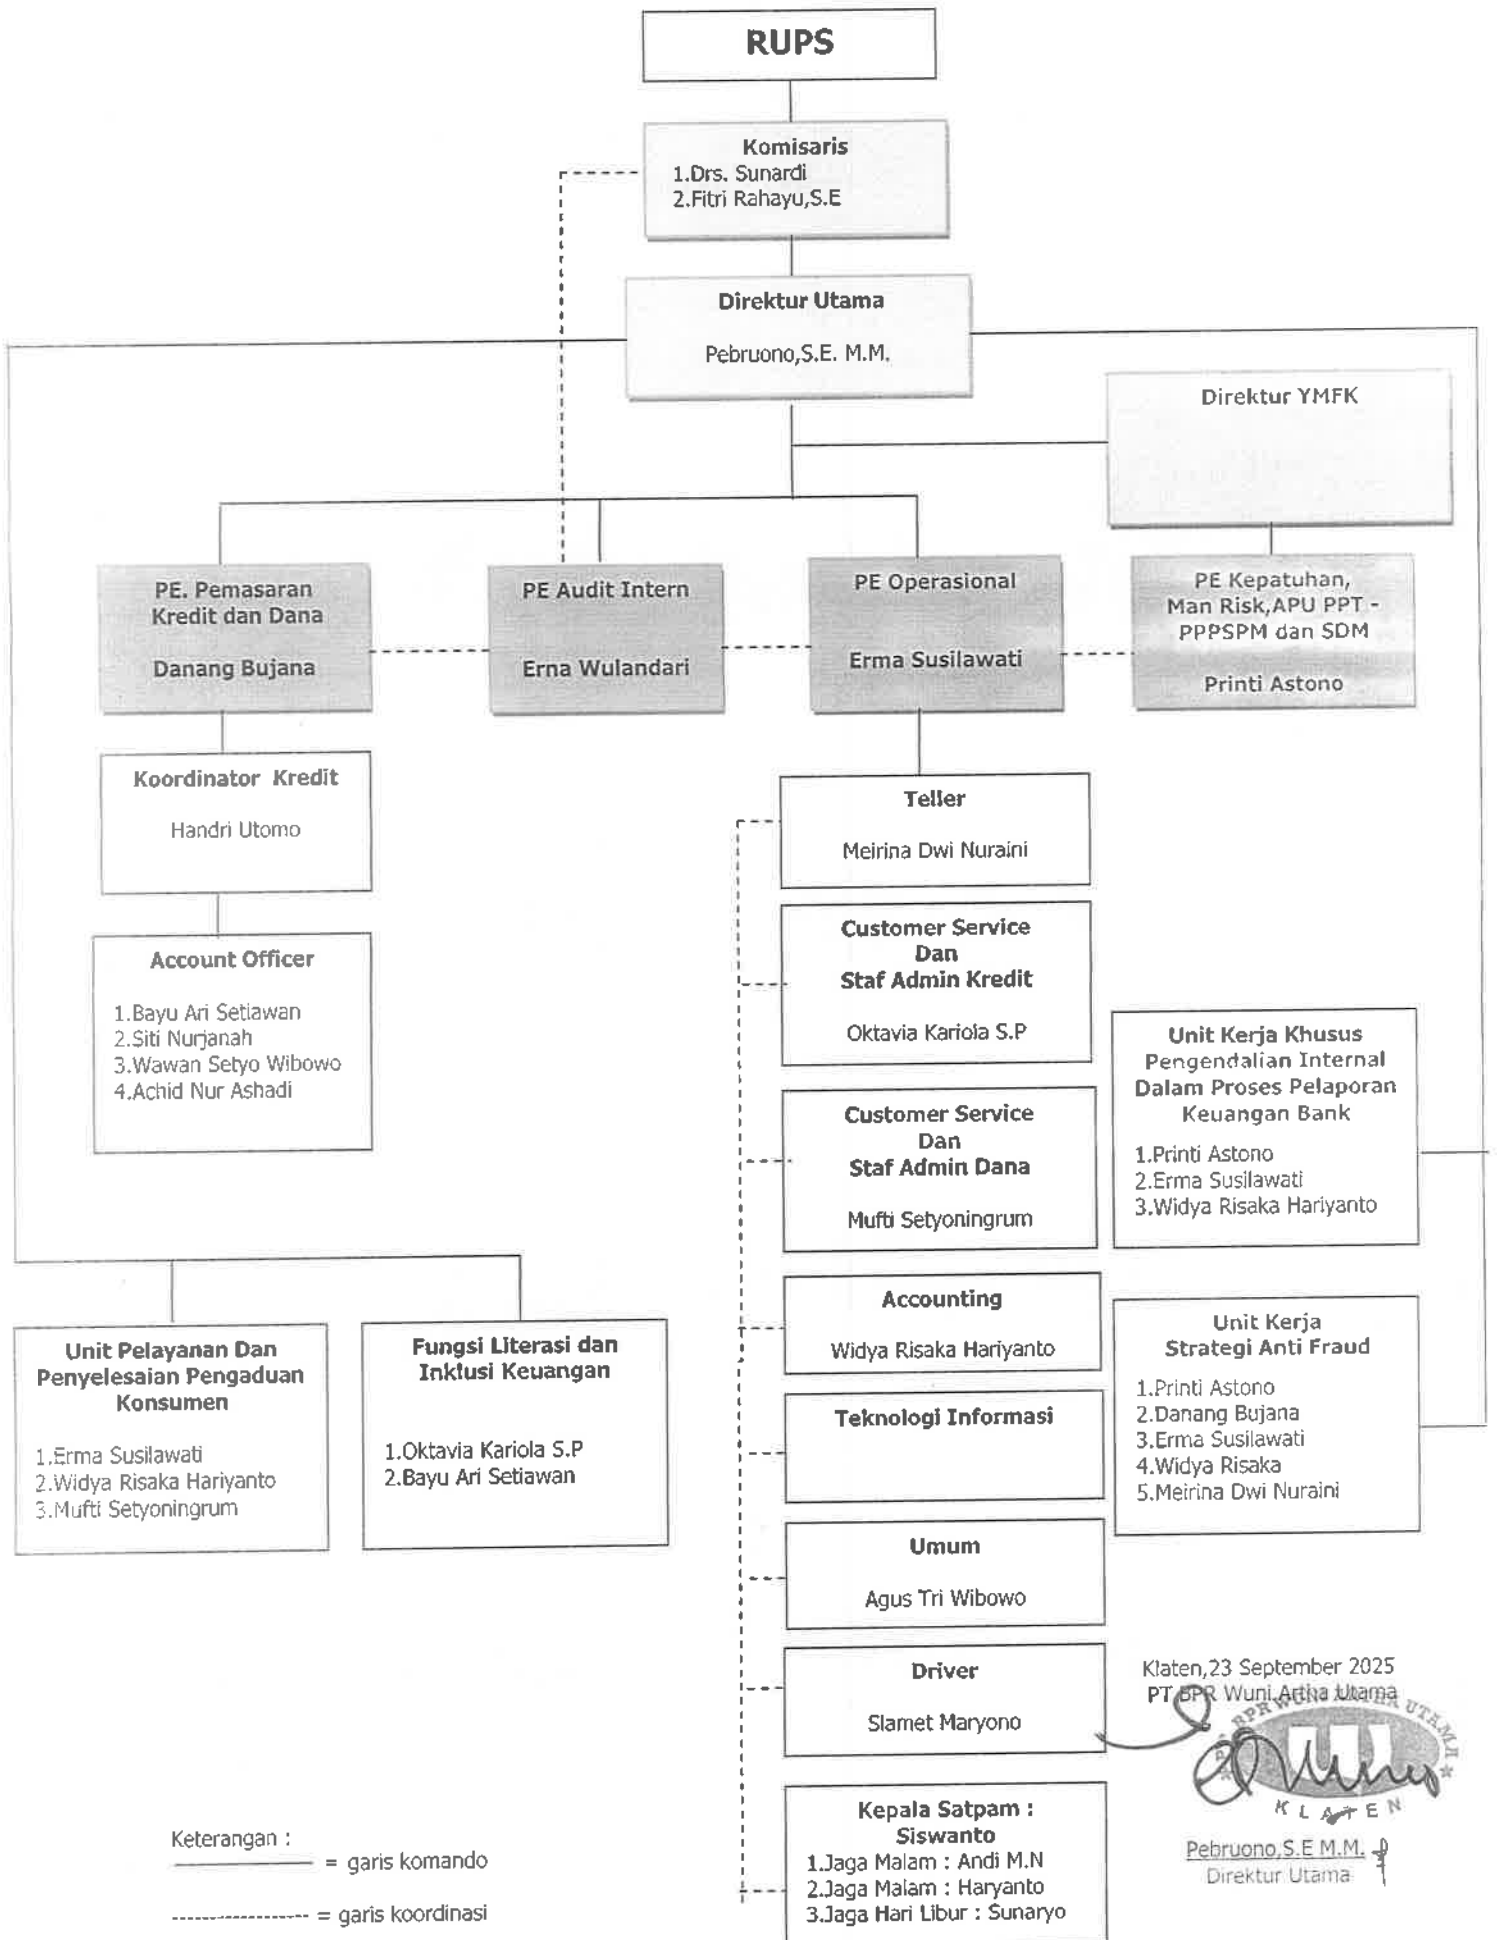 RUPS
Komisaris
1.Drs. Sunardi
2.Fitri Rahayu,S.E
Direktur Utama
Pebruono,S.E. M.M.
Direktur YMFK
PE. Pemasaran
Kredit dan Dana
Danang Bujana
PE Audit Intern
Erna Wulandari
PE Operasional
Erma Susilawati
PE Kepatuhan,
Man Risk,APU PPT -
PPPSPM dan SDM
Printi Astono
Koordinator Kredit
Handri Utomo
Account Officer
1.Bayu Ari Setiawan
2.Siti Nurjanah
3.Wawan Setyo Wibowo
4.Achid Nur Ashadi
Teller
Meirina Dwi Nuraini
Customer Service
Dan
Staf Admin Kredit
Oktavia Kariola S.P
Customer Service
Dan
Staf Admin Dana
Mufti Setyoningrum
Unit Kerja Khusus
Pengendalian Internal
Dalam Proses Pelaporan
Keuangan Bank
1.Printi Astono
2.Erma Susilawati
3.Widya Risaka Hariyanto
Accounting
Widya Risaka Hariyanto
Unit Kerja
Strategi Anti Fraud
1.Printi Astono
2.Danang Bujana
3.Erma Susilawati
4.Widya Risaka
5.Meirina Dwi Nuraini
Unit Pelayanan Dan
Penyelesaian Pengaduan
Konsumen
1.Erma Susilawati
2.Widya Risaka Hariyanto
3.Mufti Setyoningrum
Fungsi Literasi dan
Inklusi Keuangan
1.Oktavia Kariola S.P
2.Bayu Ari Setiawan
Teknologi Informasi
Umum
Agus Tri Wibowo
Driver
Slamet Maryono
Kepala Satpam :
Siswanto
1.Jaga Malam : Andi M.N
2.Jaga Malam : Haryanto
3.Jaga Hari Libur : Sunaryo
Klaten,23 September 2025
PT BPR Wuni Artha Utama
BPR WUNI ARTHA UTAMA
KLATEN
Pebruono,S.E M.M.
Direktur Utama
Keterangan :
= garis komando
= garis koordinasi